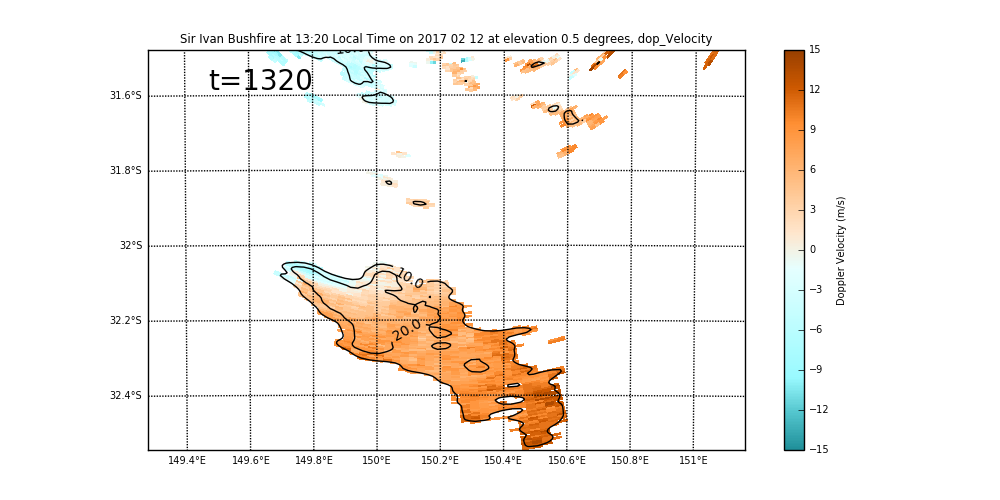 Sir Ivan Bushfire at 13:20 Local Time on 2017 02 12 at elevation 0.5 degrees, dop_Velocity
t=1320
31.6°S
31.8°S
32°S
32.2°S
32.4°S
10.0
20.0
149.4°E 149.6°E 149.8°E 150°E 150.2°E 150.4°E 150.6°E 150.8°E 151°E
15
12
9
6
3
0
−3
−6
−9
−12
−15
Doppler Velocity (m/s)